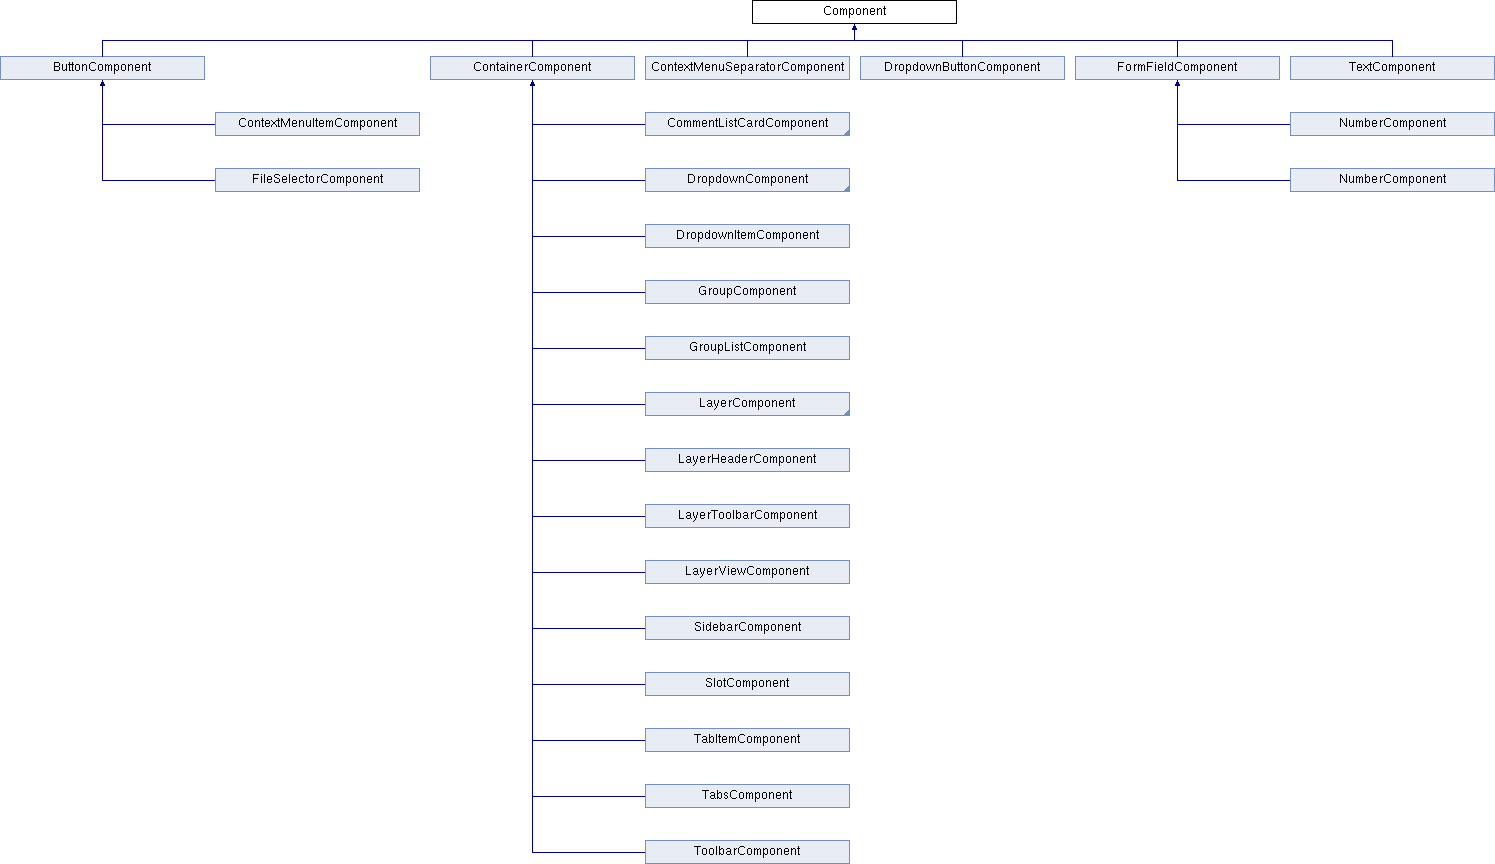 Component
ButtonComponent
ContainerComponent
ContextMenuSeparatorComponent
DropdownButtonComponent
FormFieldComponent
TextComponent
ContextMenuItemComponent
CommentListCardComponent
NumberComponent
FileSelectorComponent
DropdownComponent
NumberComponent
DropdownItemComponent
GroupComponent
GroupListComponent
LayerComponent
LayerHeaderComponent
LayerToolbarComponent
LayerViewComponent
SidebarComponent
SlotComponent
TabItemComponent
TabsComponent
ToolbarComponent